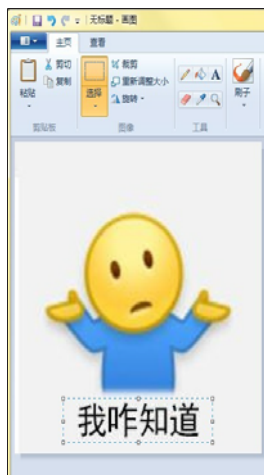 无标题 - 画图
主页 查看
粘贴
剪切
复制
剪贴板
选择
裁剪
重新调整大小
旋转
图像
A
工具
刷子
我咋知道